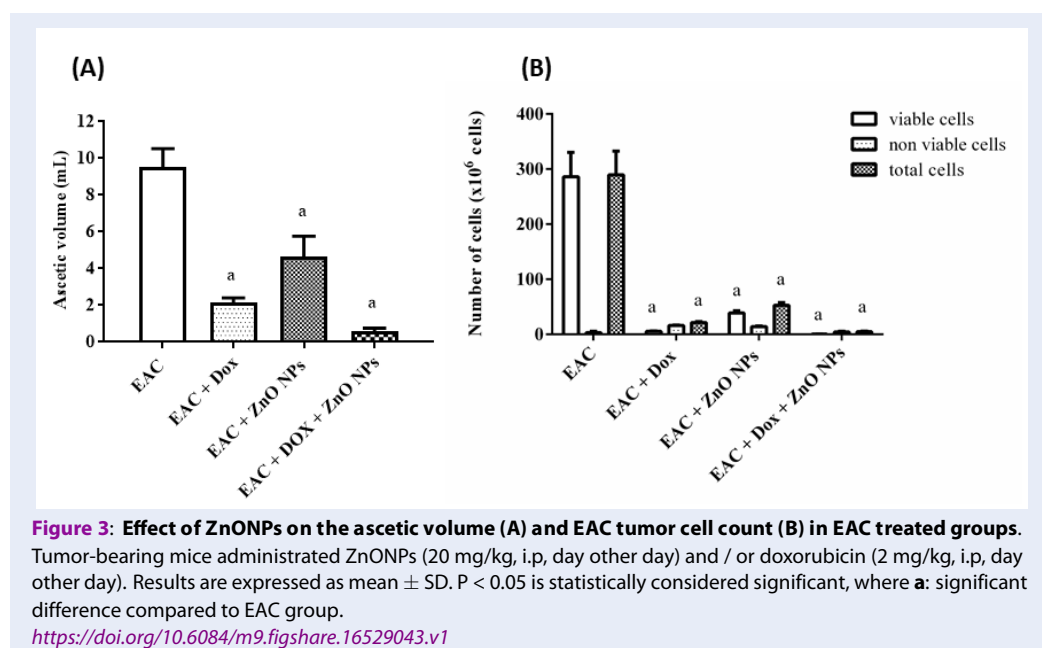 (A)
12
10
8
6
4
2
0
Ascetic volume (mL)
a
a
a
EAC
EAC + Dox
EAC + ZnO NPs
EAC + DOX + ZnO NPs
(B)
400
300
200
100
0
Number of cells (x10⁶ cells)
viable cells
non viable cells
total cells
a
a
a
a
a
a
EAC
EAC + Dox
EAC + ZnO NPs
EAC + Dox + ZnO NPs
Figure 3: Effect of ZnONPs on the ascetic volume (A) and EAC tumor cell count (B) in EAC treated groups.
Tumor-bearing mice administrated ZnONPs (20 mg/kg, i.p, day other day) and / or doxorubicin (2 mg/kg, i.p, day
other day). Results are expressed as mean ± SD. P < 0.05 is statistically considered significant, where a: significant
difference compared to EAC group.
https://doi.org/10.6084/m9.figshare.16529043.v1